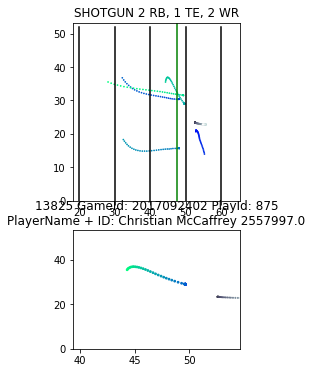 SHOTGUN 2 RB, 1 TE, 2 WR
50
40
30
20
10
0
20 30 40 50 60
13825 GameId: 2017092402 PlayId: 875
PlayerName + ID: Christian McCaffrey 2557997.0
40
20
0
40 45 50